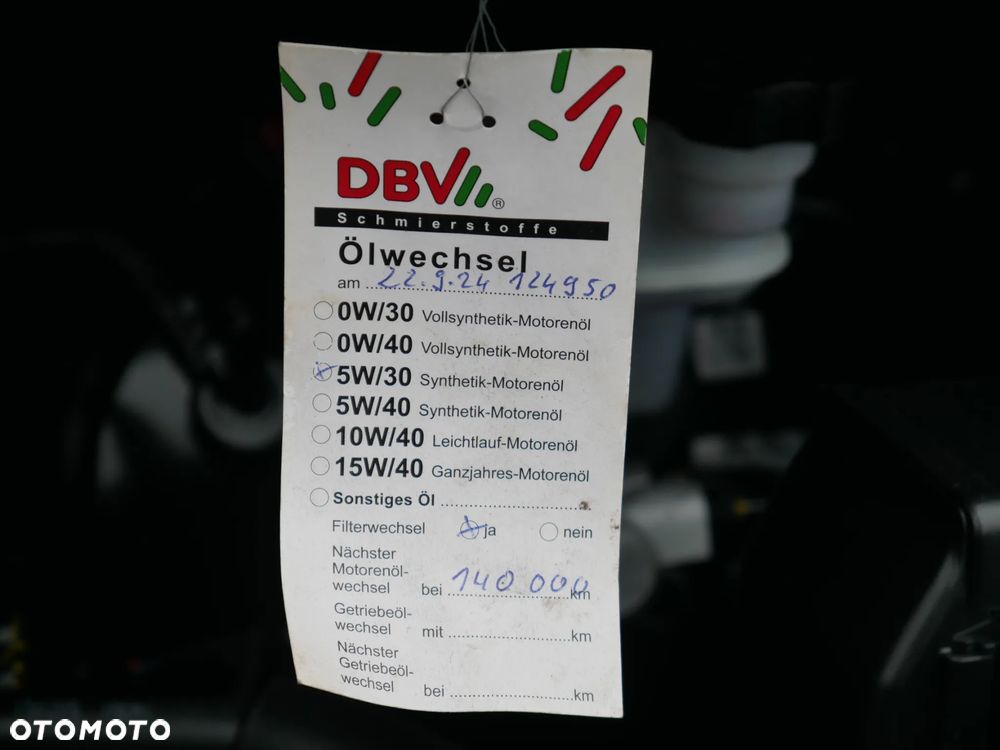 DBV®
Schmierstoffe
Ölwechsel
am 22.9.24 124950
0W/30 Vollsynthetik-Motorenöl
0W/40 Vollsynthetik-Motorenöl
5W/30 Synthetik-Motorenöl
5W/40 Synthetik-Motorenöl
10W/40 Leichtlauf-Motorenöl
15W/40 Ganzjahres-Motorenöl
Sonstiges Öl
Filterwechsel ja nein
Nächster
Motorenöl-
wechsel bei 140 000 km
Getriebeöl-
wechsel mit km
Nächster
Getriebeöl-
wechsel bei km
OTOMOTO